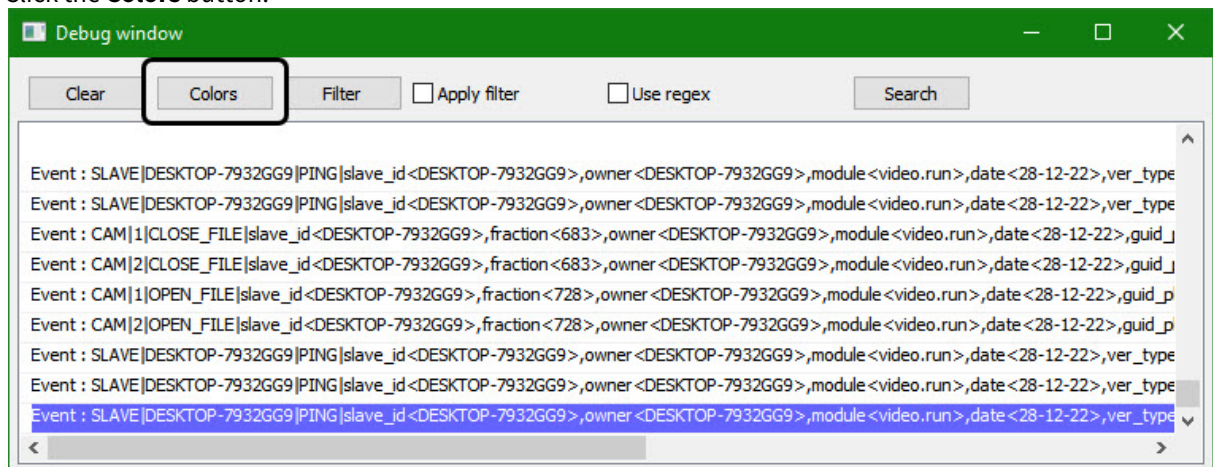 Click the Colors button.
Debug window
Clear Colors Filter Apply filter Use regex Search
Event : SLAVE|DESKTOP-7932GG9|PING|slave_id<DESKTOP-7932GG9>,owner<DESKTOP-7932GG9>,module<video.run>,date<28-12-22>,ver_type
Event : SLAVE|DESKTOP-7932GG9|PING|slave_id<DESKTOP-7932GG9>,owner<DESKTOP-7932GG9>,module<video.run>,date<28-12-22>,ver_type
Event : CAM|1|CLOSE_FILE|slave_id<DESKTOP-7932GG9>,fraction<683>,owner<DESKTOP-7932GG9>,module<video.run>,date<28-12-22>,guid_
Event : CAM|2|CLOSE_FILE|slave_id<DESKTOP-7932GG9>,fraction<683>,owner<DESKTOP-7932GG9>,module<video.run>,date<28-12-22>,guid_
Event : CAM|1|OPEN_FILE|slave_id<DESKTOP-7932GG9>,fraction<728>,owner<DESKTOP-7932GG9>,module<video.run>,date<28-12-22>,guid_pl
Event : CAM|2|OPEN_FILE|slave_id<DESKTOP-7932GG9>,fraction<728>,owner<DESKTOP-7932GG9>,module<video.run>,date<28-12-22>,guid_pl
Event : SLAVE|DESKTOP-7932GG9|PING|slave_id<DESKTOP-7932GG9>,owner<DESKTOP-7932GG9>,module<video.run>,date<28-12-22>,ver_type
Event : SLAVE|DESKTOP-7932GG9|PING|slave_id<DESKTOP-7932GG9>,owner<DESKTOP-7932GG9>,module<video.run>,date<28-12-22>,ver_type
Event : SLAVE|DESKTOP-7932GG9|PING|slave_id<DESKTOP-7932GG9>,owner<DESKTOP-7932GG9>,module<video.run>,date<28-12-22>,ver_type